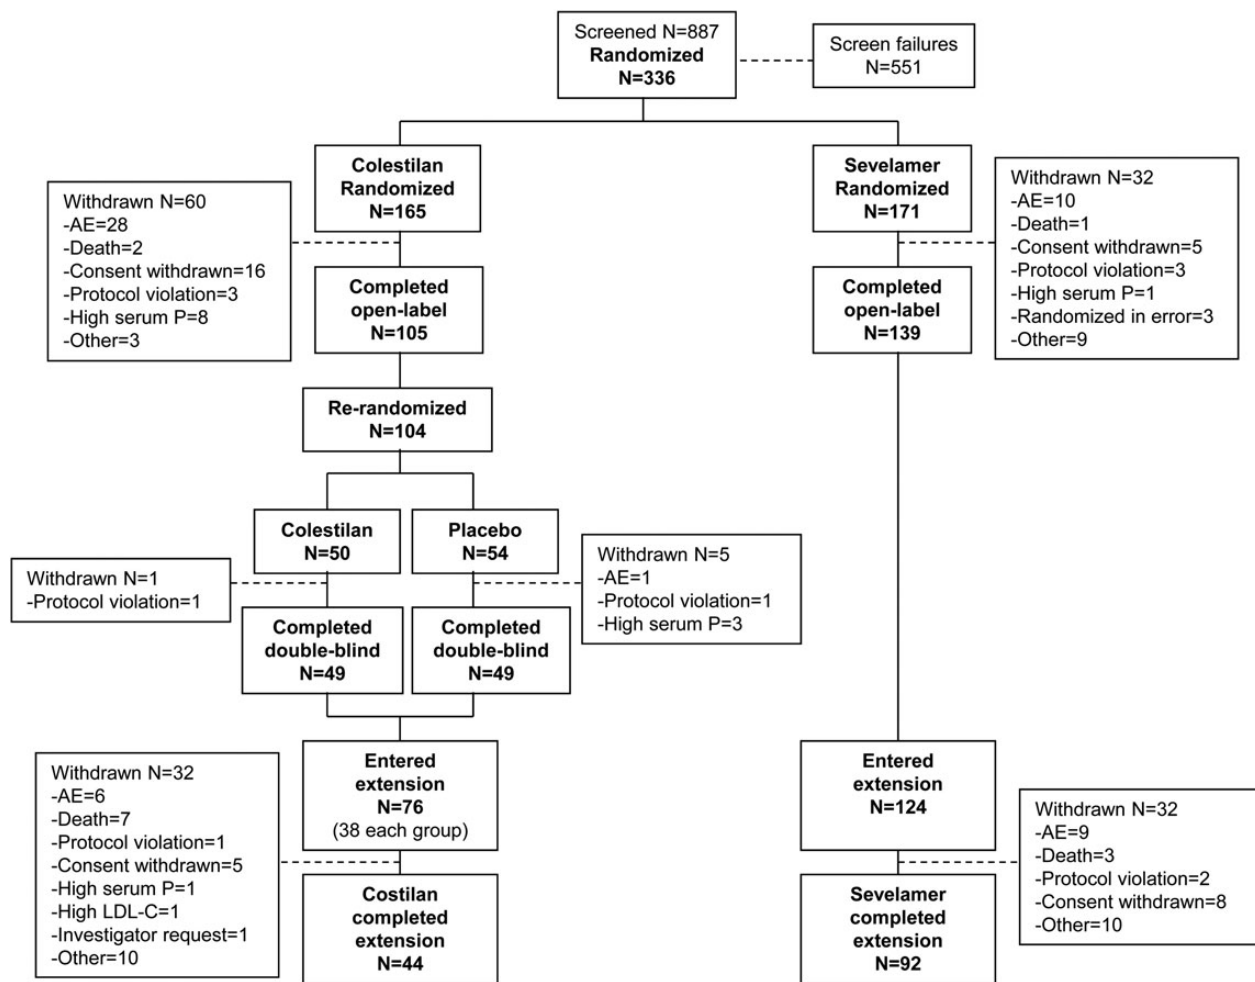 Screened N=887
Randomized
N=336
Screen failures
N=551
Colestilan
Randomized
N=165
Sevelamer
Randomized
N=171
Withdrawn N=60
-AE=28
-Death=2
-Consent withdrawn=16
-Protocol violation=3
-High serum P=8
-Other=3
Withdrawn N=32
-AE=10
-Death=1
-Consent withdrawn=5
-Protocol violation=3
-High serum P=1
-Randomized in error=3
-Other=9
Completed
open-label
N=105
Completed
open-label
N=139
Re-randomized
N=104
Colestilan
N=50
Placebo
N=54
Withdrawn N=1
-Protocol violation=1
Withdrawn N=5
-AE=1
-Protocol violation=1
-High serum P=3
Completed
double-blind
N=49
Completed
double-blind
N=49
Entered
extension
N=76
(38 each group)
Entered
extension
N=124
Withdrawn N=32
-AE=6
-Death=7
-Protocol violation=1
-Consent withdrawn=5
-High serum P=1
-High LDL-C=1
-Investigator request=1
-Other=10
Withdrawn N=32
-AE=9
-Death=3
-Protocol violation=2
-Consent withdrawn=8
-Other=10
Costilan
completed
extension
N=44
Sevelamer
completed
extension
N=92